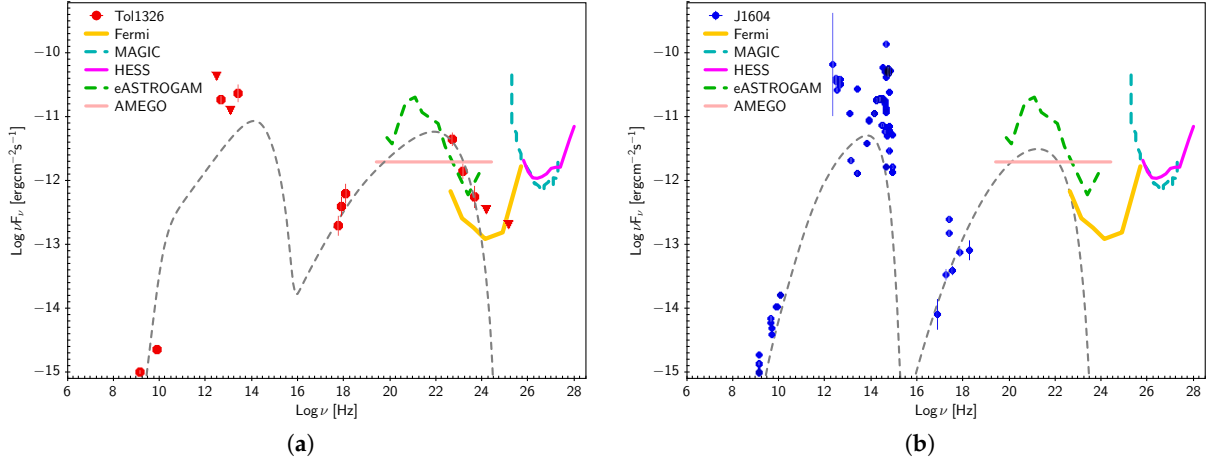 Tol1326
Fermi
MAGIC
HESS
eASTROGAM
AMEGO
−10
−11
−12
−13
−14
−15
Log νFν [ergcm−2s−1]
6 8 10 12 14 16 18 20 22 24 26 28
Log ν [Hz]
(a)
J1604
Fermi
MAGIC
HESS
eASTROGAM
AMEGO
−10
−11
−12
−13
−14
−15
Log νFν [ergcm−2s−1]
6 8 10 12 14 16 18 20 22 24 26 28
Log ν [Hz]
(b)